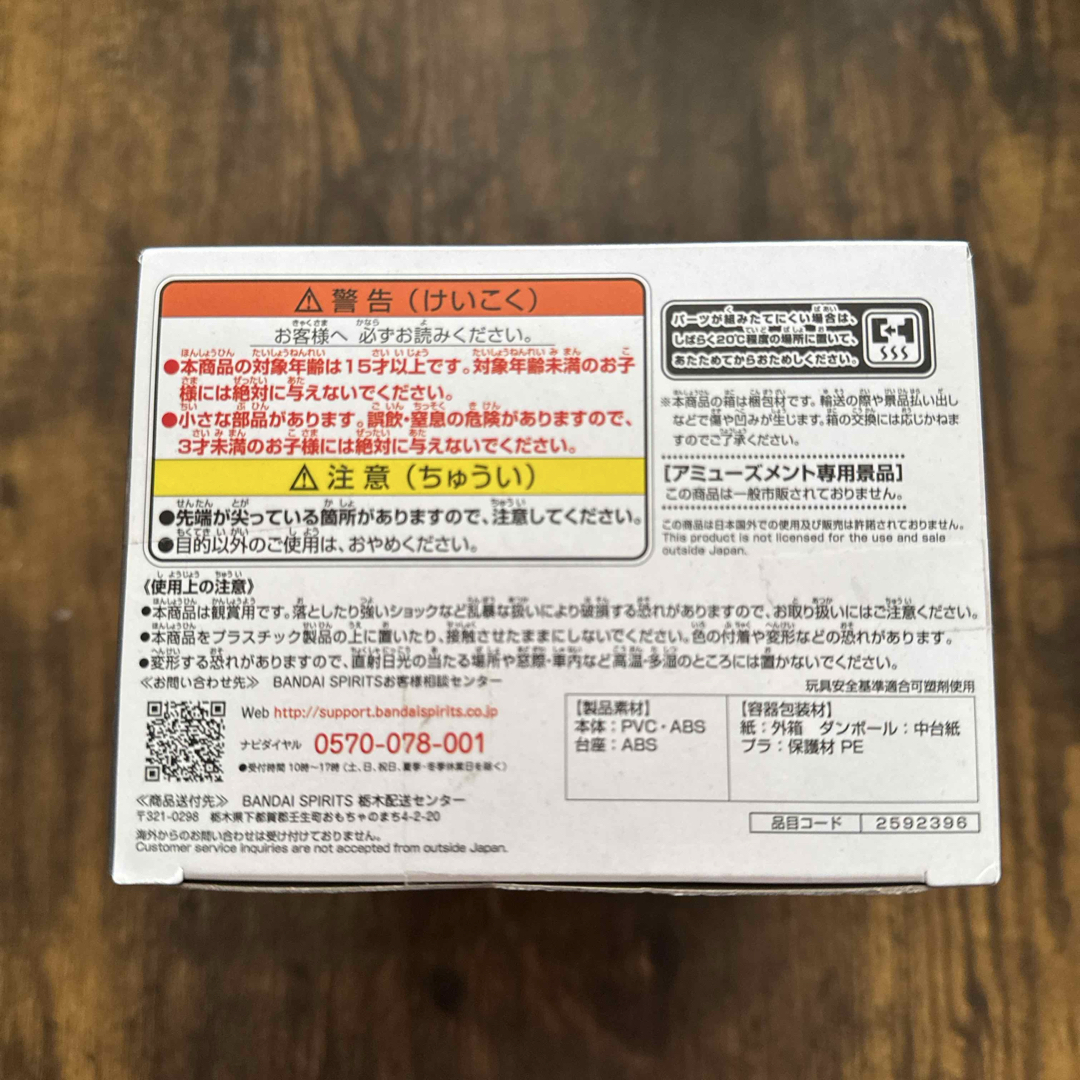 ⚠ 警告（けいこく）
お客様へ 必ずお読みください。
●本商品の対象年齢は15才以上です。対象年齢未満のお子
様には絶対に与えないでください。
●小さな部品があります。誤飲・窒息の危険がありますので、
3才未満のお子様には絶対に与えないでください。
⚠ 注意（ちゅうい）
●先端が尖っている箇所がありますので、注意してください。
●目的以外のご使用は、おやめください。
パーツが組みたてにくい場合は、
しばらく20℃程度の場所に置いて、
あたためてからおためしください。
※本商品の箱は梱包材です。輸送の際や景品払い出し
などで傷や凹みが生じます。箱の交換には応じかねま
すのでご了承ください。
［アミューズメント専用景品］
この商品は一般市販されておりません。
この商品は日本国外での使用及び販売は許諾されておりません。
This product is not licensed for the use and sale
outside Japan.
《使用上の注意》
●本商品は観賞用です。落としたり強いショックなど乱暴な扱いにより破損する恐れがありますので、お取り扱いにはご注意ください。
●本商品をプラスチック製品の上に置いたり、接触させたままにしないでください。色の付着や変形などの恐れがあります。
●変形する恐れがありますので、直射日光の当たる場所や窓際・車内など高温・多湿のところには置かないでください。
≪お問い合わせ先≫ BANDAI SPIRITSお客様相談センター
Web http://support.bandaispirits.co.jp
ナビダイヤル 0570-078-001
●受付時間 10時〜17時（土、日、祝日、夏季・冬季休業日を除く）
≪商品送付先≫ BANDAI SPIRITS 栃木配送センター
〒321-0298 栃木県下都賀郡壬生町おもちゃのまち4-2-20
海外からのお問い合わせは受け付けておりません。
Customer service inquiries are not accepted from outside Japan.
玩具安全基準適合可塑剤使用
【製品素材】
本体：PVC・ABS
台座：ABS
【容器包装材】
紙：外箱 ダンボール：中台紙
プラ：保護材 PE
品目コード 2592396